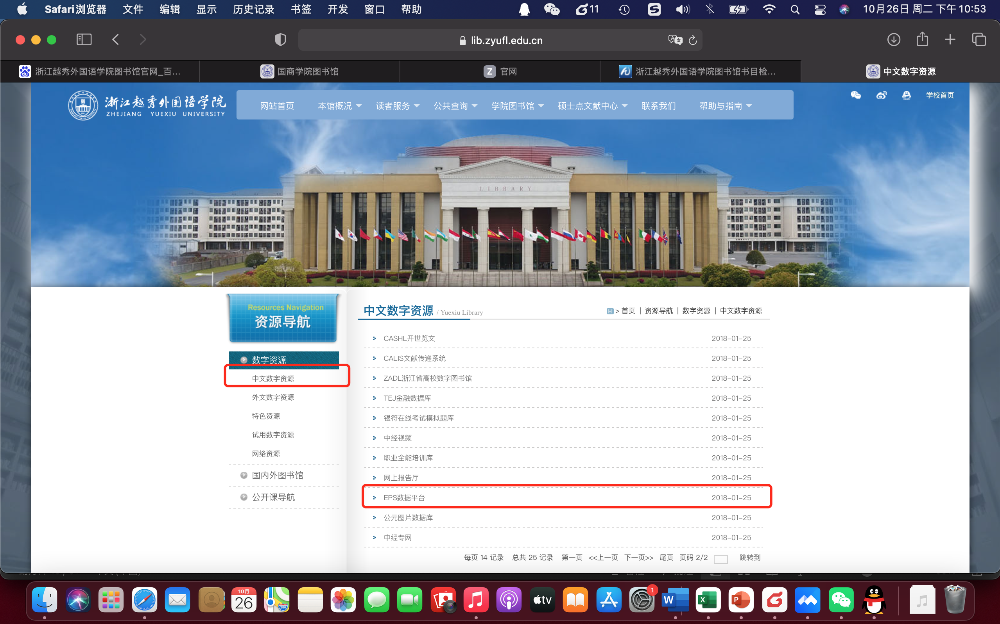 Safari浏览器 文件 编辑 显示 历史记录 书签 开发 窗口 帮助 11 10月26日 周二 下午 10:53
lib.zyufl.edu.cn
浙江越秀外国语学院图书馆官网_百... 国商学院图书馆 Z 官网 浙江越秀外国语学院图书馆书目检... 中文数字资源
浙江越秀外国语学院
ZHEJIANG YUEXIU UNIVERSITY
网站首页 本馆概况 读者服务 公共查询 学院图书馆 硕士点文献中心 联系我们 帮助与指南
学校首页
LIBRARY
Resources Navigation
资源导航
数字资源
中文数字资源
外文数字资源
特色资源
试用数字资源
网络资源
国内外图书馆
公开课导航
中文数字资源 / Yuexiu Library
H > 首页 | 资源导航 | 数字资源 | 中文数字资源
CASHL开世览文 2018-01-25
CALIS文献传递系统 2018-01-25
ZADL浙江省高校数字图书馆 2018-01-25
TEJ金融数据库 2018-01-25
银符在线考试模拟题库 2018-01-25
中经视频 2018-01-25
职业全能培训库 2018-01-25
网上报告厅 2018-01-25
EPS数据平台 2018-01-25
公元图片数据库 2018-01-25
中经专网 2018-01-25
每页 14 记录 总共 25 记录 第一页 <<上一页 下一页>> 尾页 页码 2/2 跳转到
10月
26
280
tv
1
W
X
P